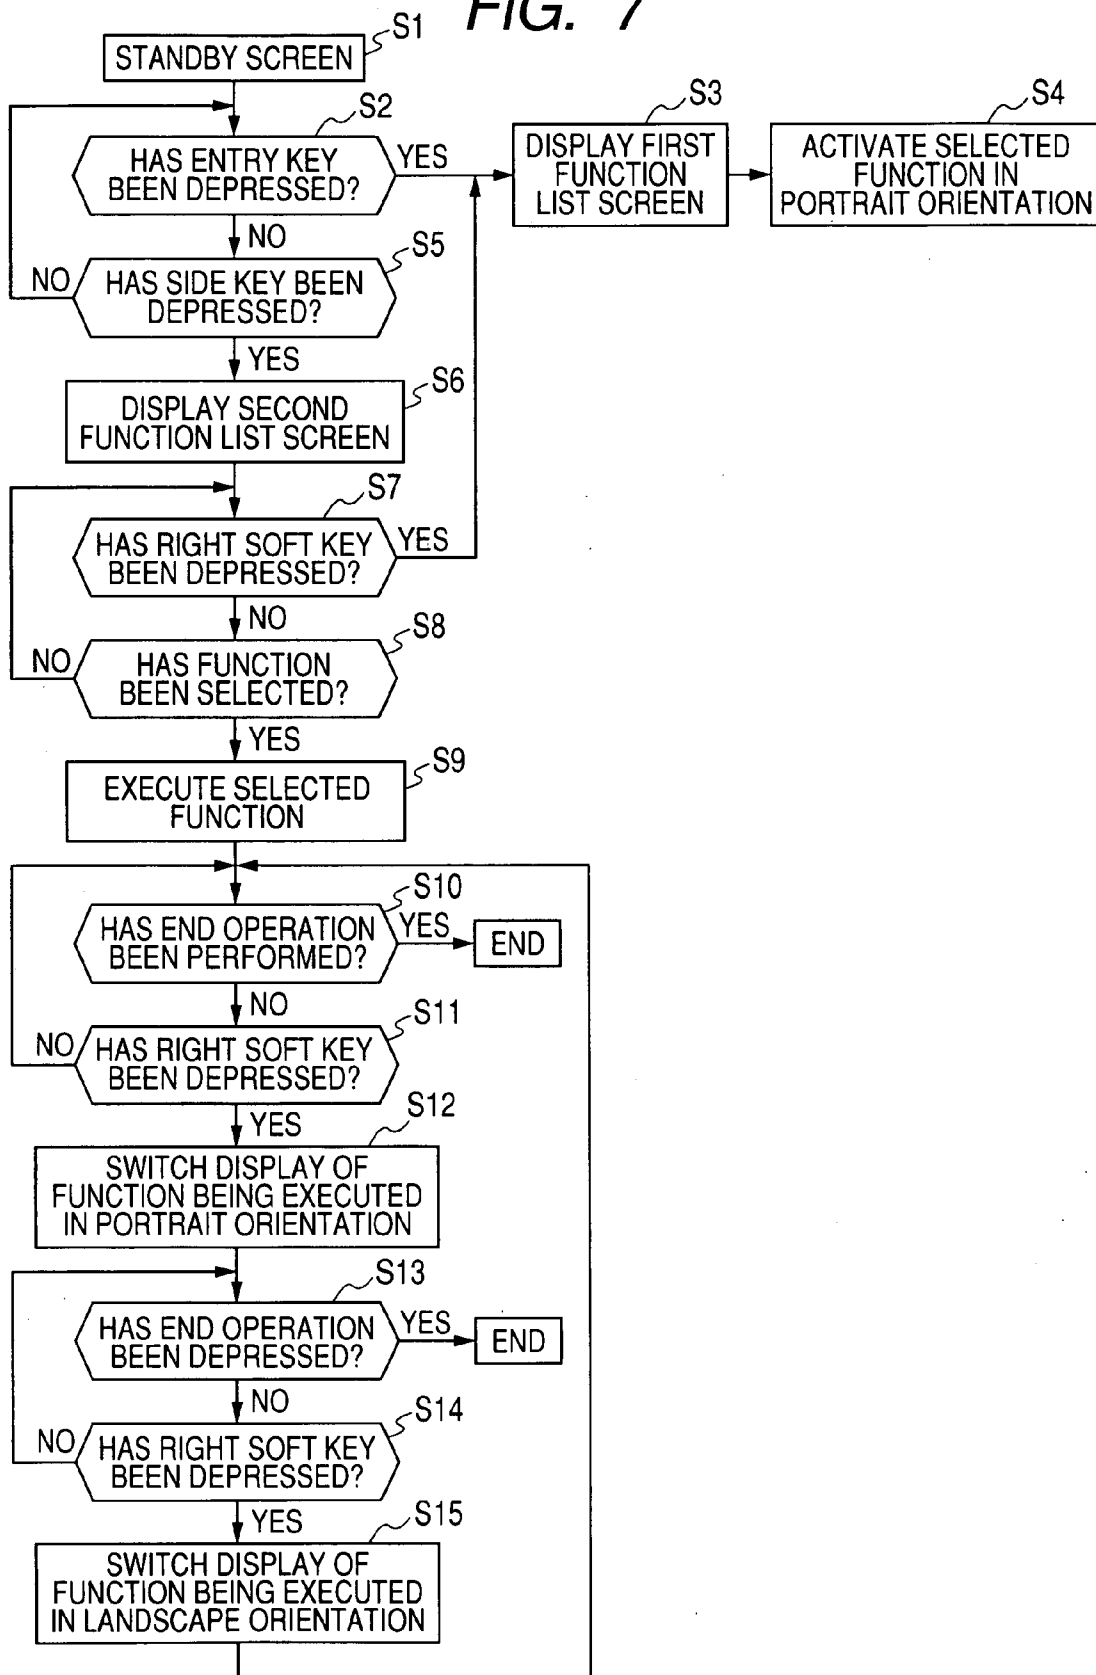 FIG. 7
S1
STANDBY SCREEN
S2
HAS ENTRY KEY
BEEN DEPRESSED?
YES
S3
DISPLAY FIRST
FUNCTION
LIST SCREEN
S4
ACTIVATE SELECTED
FUNCTION IN
PORTRAIT ORIENTATION
NO
S5
HAS SIDE KEY BEEN
DEPRESSED?
NO
YES
S6
DISPLAY SECOND
FUNCTION LIST SCREEN
S7
HAS RIGHT SOFT KEY
BEEN DEPRESSED?
YES
NO
S8
HAS FUNCTION
BEEN SELECTED?
NO
YES
S9
EXECUTE SELECTED
FUNCTION
S10
HAS END OPERATION
BEEN PERFORMED?
YES
END
NO
S11
HAS RIGHT SOFT KEY
BEEN DEPRESSED?
NO
YES
S12
SWITCH DISPLAY OF
FUNCTION BEING EXECUTED
IN PORTRAIT ORIENTATION
S13
HAS END OPERATION
BEEN DEPRESSED?
YES
END
NO
S14
HAS RIGHT SOFT KEY
BEEN DEPRESSED?
NO
YES
S15
SWITCH DISPLAY OF
FUNCTION BEING EXECUTED
IN LANDSCAPE ORIENTATION